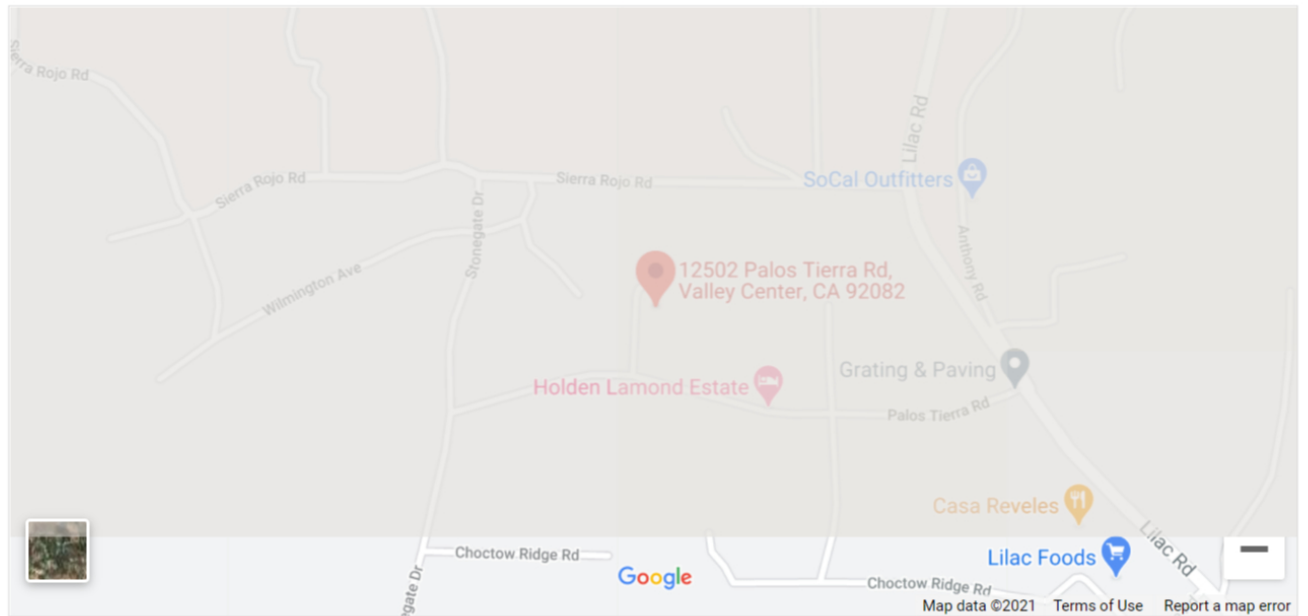 Sierra Rojo Rd
Lilac Rd
Sierra Rojo Rd
Sierra Rojo Rd
SoCal Outfitters
Stonegate Dr
Anthony Rd
Wilmington Ave
12502 Palos Tierra Rd,
Valley Center, CA 92082
Grating & Paving
Holden Lamond Estate
Palos Tierra Rd
Casa Reveles
Lilac Rd
Choctow Ridge Rd
Lilac Foods
Google
Choctow Ridge Rd
egate Dr
Map data ©2021 Terms of Use Report a map error